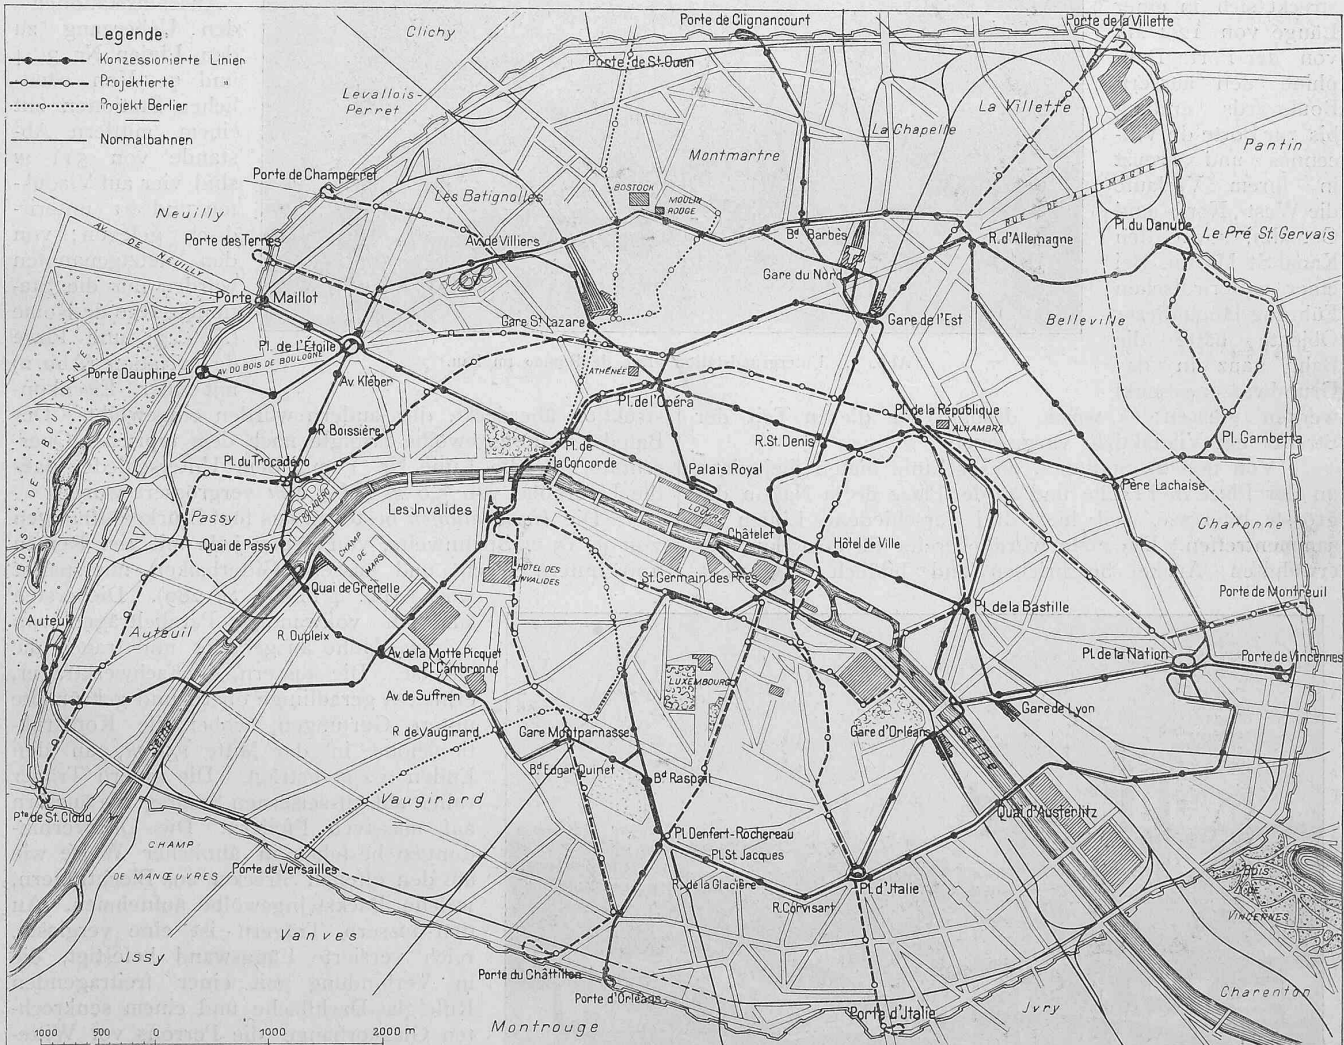 Legende:
Konzessionierte Linien
Projektierte "
Projekt Berlier
Normalbahnen
Clichy
Levallois-
Perret
Porte de Clignancourt
Porte de St. Ouen
Porte de la Villette
La Villette
La Chapelle
Montmartre
Pantin
Porte de Champerret
Les Batignolles
BOSTOCK
MOULIN
ROUGE
RUE DE ALLEMAGNE
Neuilly
AV. DE NEUILLY
Porte des Ternes
Av. de Villiers
Bd. Barbès
R. d'Allemagne
Pl. du Danube
Le Pré St. Gervais
Gare du Nord
Porte Maillot
Gare St. Lazare
Gare de l'Est
Belleville
Pl. de l'Étoile
AV. DU BOIS DE BOULOGNE
Porte Dauphine
Av. Kléber
ATHÉNÉE
Pl. de l'Opéra
Pl. de la République
ALHAMBRA
BOIS DE BOULOGNE
R. Boissière
Pl. de
la Concorde
R. St. Denis
Pl. Gambetta
Pl. du Trocadéro
Palais Royal
Père Lachaise
Passy
Les Invalides
LOUVRE
Châtelet
Charonne
Quai de Passy
CHAMP
DE
MARS
HÔTEL DES
INVALIDES
Hôtel de Ville
St. Germain des Prés
Quai de Grenelle
Porte de Montreuil
Auteuil
Auteuil
R. Dupleix
Pl. de la Bastille
Av. de la Motte Picquet
Pl. Cambronne
Pl. de la Nation
Porte de Vincennes
Av. de Suffren
LUXEMBOURG
Gare de Lyon
Seine
R. de Vaugirard
Gare Montparnasse
Gare d'Orléans
Seine
Bd. Edgar Quinet
Bd. Raspail
Vaugirard
Quai d'Austerlitz
Pte. de St. Cloud
Pl. Denfert-Rochereau
CHAMP
DE MANŒUVRES
Pl. St. Jacques
Porte de Versailles
R. de la Glacière
Pl. d'Italie
R. Corvisart
BOIS
DE
VINCENNES
Vanves
Issy
Porte du Châttillon
Porte d'Orléans
Charenton
Porte d'Italie
Jvry
Montrouge
1000 500 0 1000 2000 m